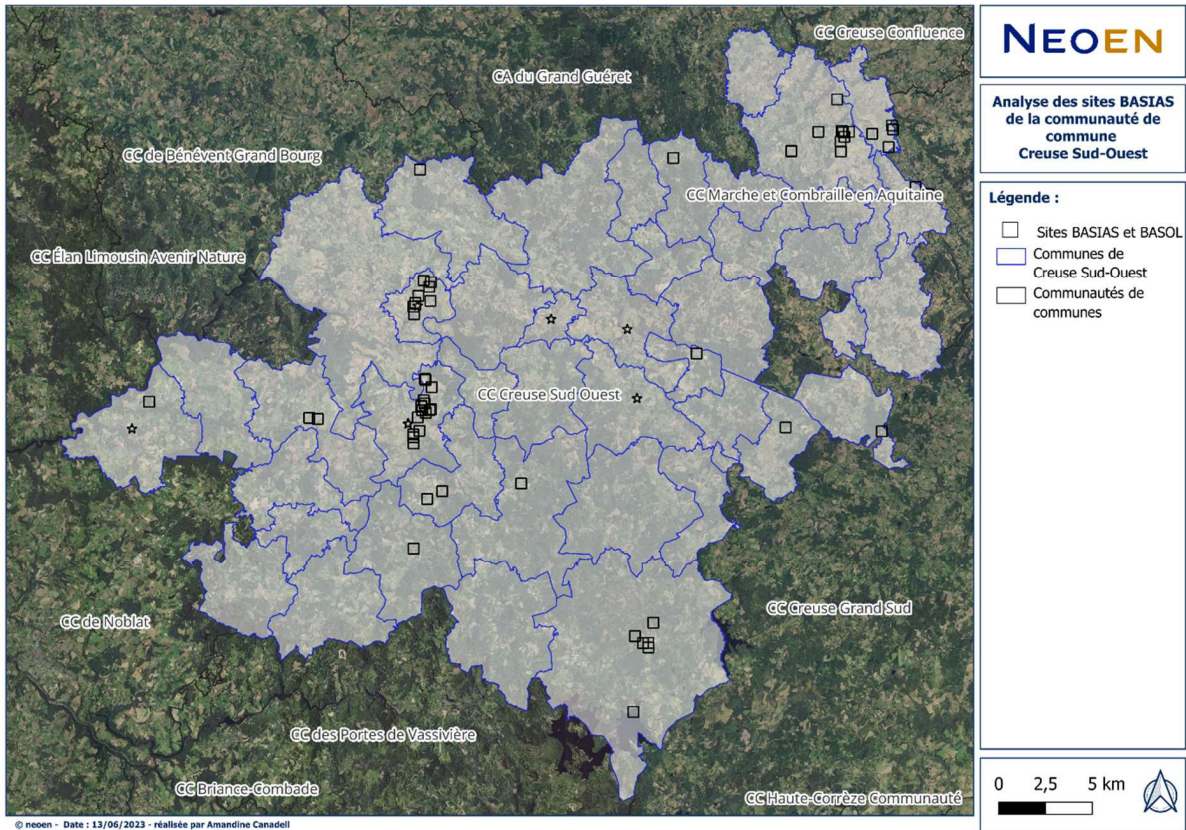 CC Creuse Confluence
CA du Grand Guéret
CC de Bénévent Grand Bourg
CC Marche et Combraille en Aquitaine
CC Élan Limousin Avenir Nature
CC Creuse Sud Ouest
CC Creuse Grand Sud
CC de Noblat
CC des Portes de Vassivière
CC Briance-Combade
CC Haute-Corrèze Communauté
NEOEN
Analyse des sites BASIAS
de la communauté de
commune
Creuse Sud-Ouest
Légende :
Sites BASIAS et BASOL
Communes de
Creuse Sud-Ouest
Communautés de
communes
0 2,5 5 km
© neoen - Date : 13/06/2023 - réalisée par Amandine Canadell